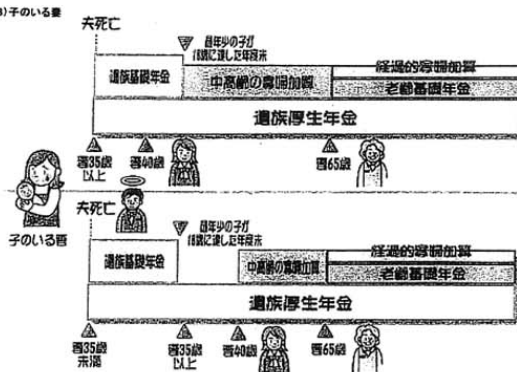 3)子のいる妻
夫死亡
最年少の子が
18歳に達した年度末
遺族基礎年金
中高齢の寡婦加算
経過的寡婦加算
老齢基礎年金
遺族厚生年金
妻35歳
以上
妻40歳
妻65歳
子のいる妻
夫死亡
最年少の子が
18歳に達した年度末
遺族基礎年金
中高齢の寡婦加算
経過的寡婦加算
老齢基礎年金
遺族厚生年金
妻35歳
未満
妻35歳
以上
妻40歳
妻65歳